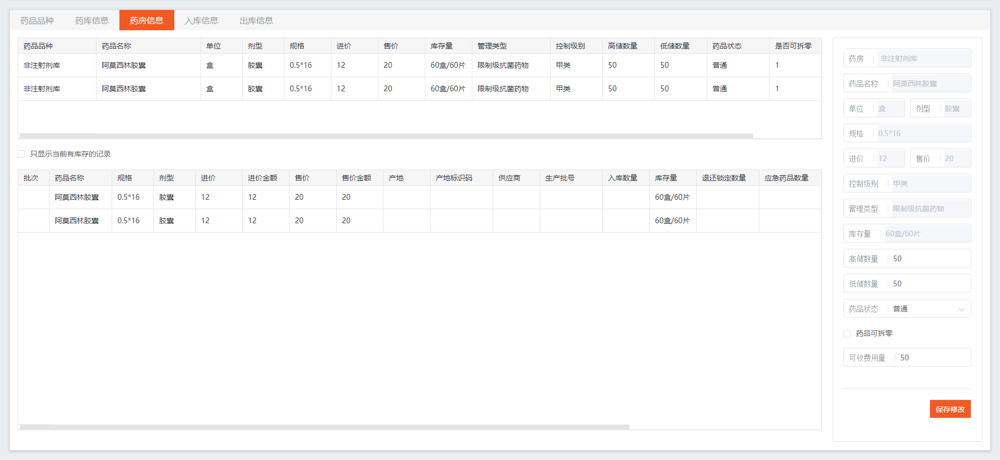 药品品种 药库信息 药房信息 入库信息 出库信息
药品品种 药品名称 单位 剂型 规格 进价 售价 库存量 管理类型 控制级别 高储数量 低储数量 药品状态 是否可拆零
非注射剂库 阿莫西林胶囊 盒 胶囊 0.5*16 12 20 60盒/60片 限制级抗菌药物 甲类 50 50 普通 1
非注射剂库 阿莫西林胶囊 盒 胶囊 0.5*16 12 20 60盒/60片 限制级抗菌药物 甲类 50 50 普通 1
只显示当前有库存的记录
批次 药品名称 规格 剂型 进价 进价金额 售价 售价金额 产地 产地标识码 供应商 生产批号 入库数量 库存量 退还锁定数量 应急药品数量
阿莫西林胶囊 0.5*16 胶囊 12 12 20 20 60盒/60片
阿莫西林胶囊 0.5*16 胶囊 12 12 20 20 60盒/60片
药房 非注射剂库
药品名称 阿莫西林胶囊
单位 盒 剂型 胶囊
规格 0.5*16
进价 12 售价 20
控制级别 甲类
管理类型 限制级抗菌药物
库存量 60盒/60片
高储数量 50
低储数量 50
药品状态 普通
药品可拆零
可收费用量 50
保存修改